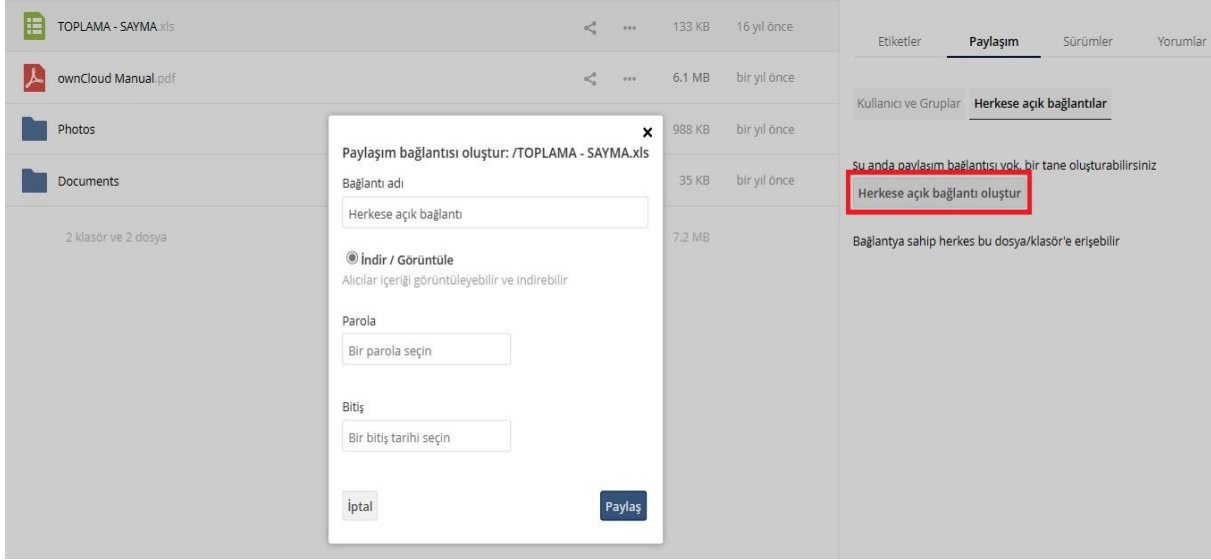 TOPLAMA - SAYMA.xls 133 KB 16 yıl önce
ownCloud Manual.pdf 6.1 MB bir yıl önce
Photos 988 KB bir yıl önce
Documents 35 KB bir yıl önce
2 klasör ve 2 dosya 7.2 MB
Paylaşım bağlantısı oluştur: /TOPLAMA - SAYMA.xls
Bağlantı adı
Herkese açık bağlantı
İndir / Görüntüle
Alıcılar içeriği görüntüleyebilir ve indirebilir
Parola
Bir parola seçin
Bitiş
Bir bitiş tarihi seçin
İptal Paylaş
Etiketler Paylaşım Sürümler Yorumlar
Kullanıcı ve Gruplar Herkese açık bağlantılar
Şu anda paylaşım bağlantısı yok, bir tane oluşturabilirsiniz
Herkese açık bağlantı oluştur
Bağlantya sahip herkes bu dosya/klasör'e erişebilir